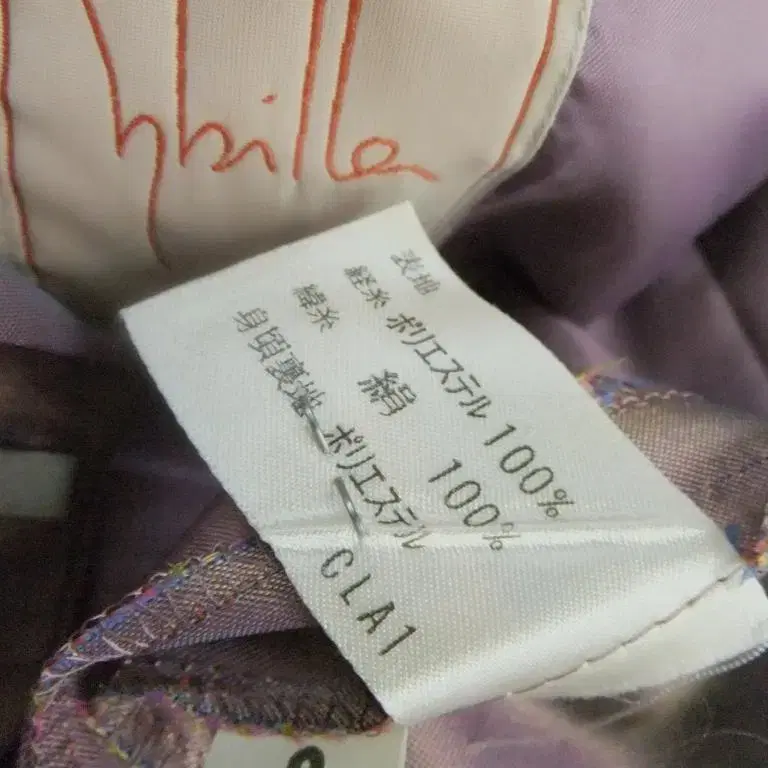 Sybilla
表地
経糸 ポリエステル 100%
緯糸 絹 100%
身頃裏地 ポリエステル
CLA1